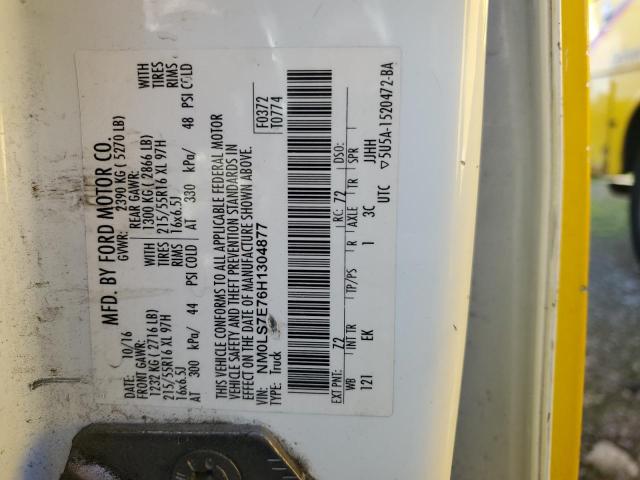 MFD. BY FORD MOTOR CO.
DATE: 10/16 GVWR: 2390 KG ( 5270 LB)
FRONT GAWR: REAR GAWR: WITH
1232 KG ( 2716 LB) 1300 KG ( 2866 LB) TIRES
215/55R16 XL 97H WITH TIRES 215/55R16 XL 97H RIMS
16x6.5J RIMS 16x6.5J
AT 300 kPa/ 44 PSI COLD AT 330 kPa/ 48 PSI COLD
THIS VEHICLE CONFORMS TO ALL APPLICABLE FEDERAL MOTOR
VEHICLE SAFETY AND THEFT PREVENTION STANDARDS IN
EFFECT ON THE DATE OF MANUFACTURE SHOWN ABOVE.
VIN: NM0LS7E76H1304877 F0372
TYPE: Truck T0774
EXT PNT: 72 RC: 72 DSO:
WB INT TR TP/PS R AXLE TR SPR
121 EK 1 3C JJHH
UTC ▽5U5A-1520472-BA